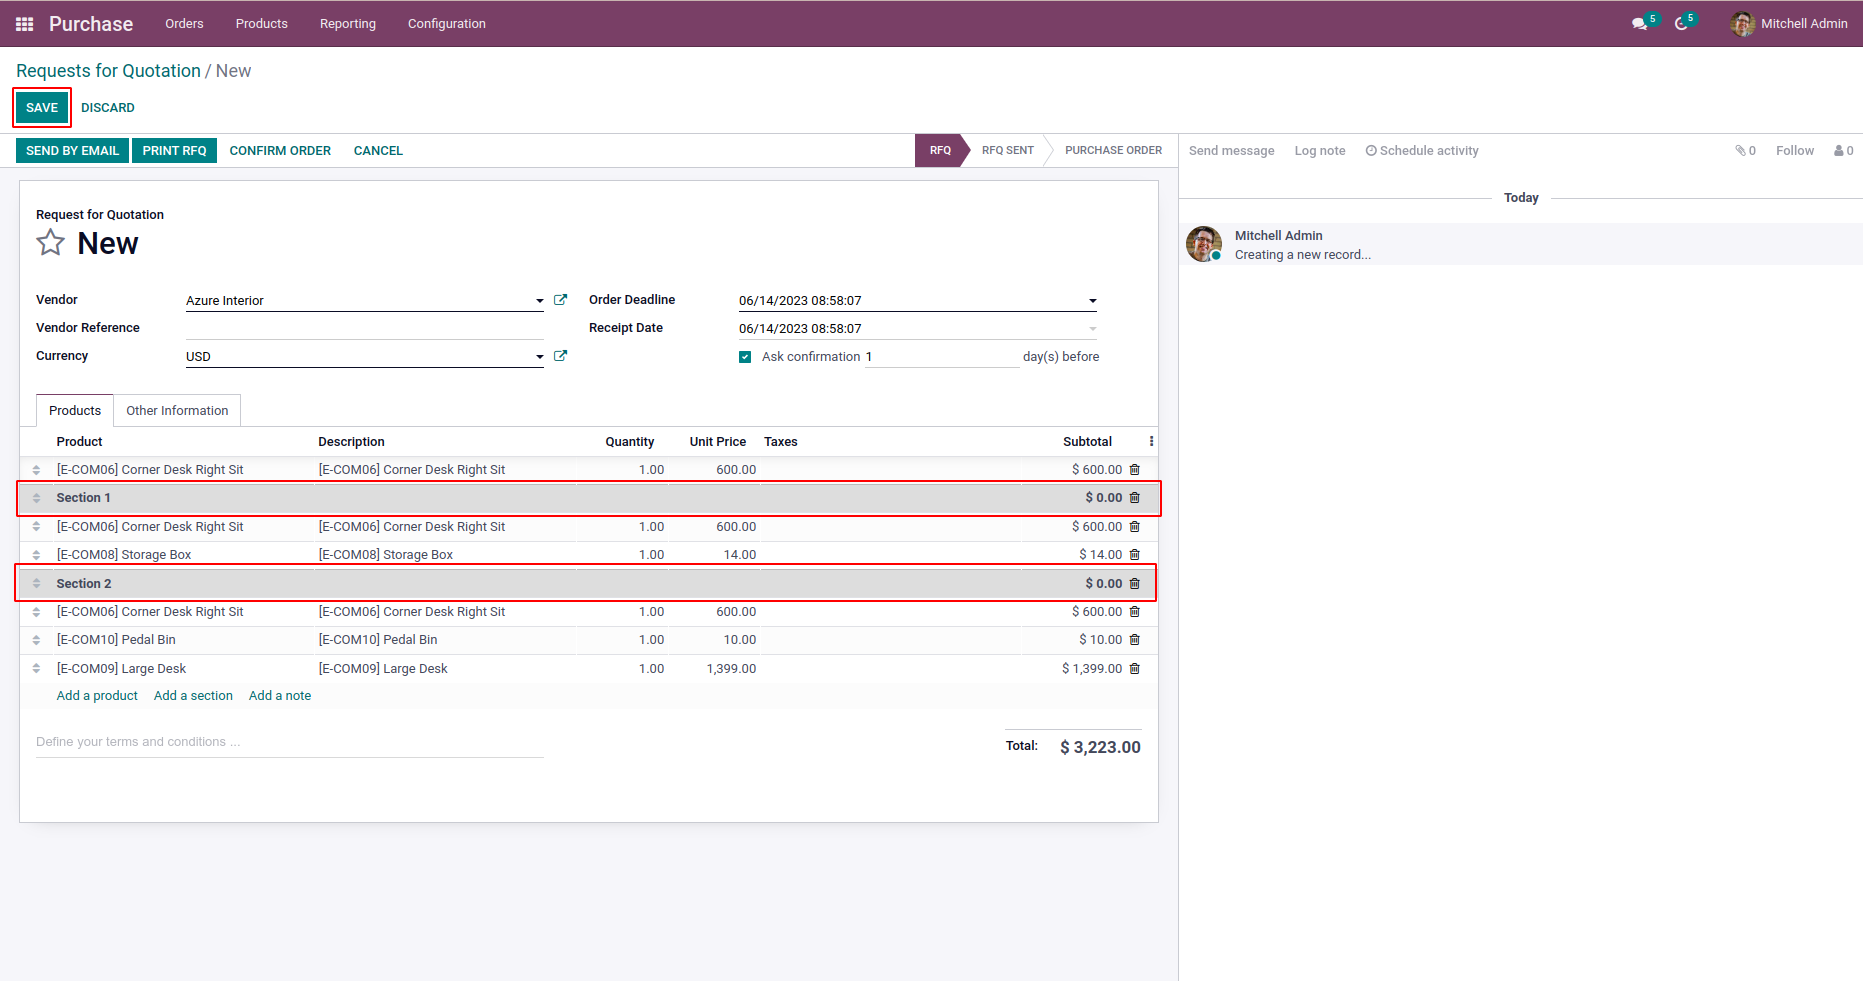 Purchase Orders Products Reporting Configuration 5 5 Mitchell Admin
Requests for Quotation / New
SAVE DISCARD
SEND BY EMAIL PRINT RFQ CONFIRM ORDER CANCEL RFQ RFQ SENT PURCHASE ORDER
Send message Log note Schedule activity 0 Follow 0
Today
Mitchell Admin
Creating a new record...
Request for Quotation
New
Vendor Azure Interior Order Deadline 06/14/2023 08:58:07
Vendor Reference Receipt Date 06/14/2023 08:58:07
Currency USD Ask confirmation 1 day(s) before
Products Other Information
Product Description Quantity Unit Price Taxes Subtotal
[E-COM06] Corner Desk Right Sit [E-COM06] Corner Desk Right Sit 1.00 600.00 $ 600.00
Section 1 $ 0.00
[E-COM06] Corner Desk Right Sit [E-COM06] Corner Desk Right Sit 1.00 600.00 $ 600.00
[E-COM08] Storage Box [E-COM08] Storage Box 1.00 14.00 $ 14.00
Section 2 $ 0.00
[E-COM06] Corner Desk Right Sit [E-COM06] Corner Desk Right Sit 1.00 600.00 $ 600.00
[E-COM10] Pedal Bin [E-COM10] Pedal Bin 1.00 10.00 $ 10.00
[E-COM09] Large Desk [E-COM09] Large Desk 1.00 1,399.00 $ 1,399.00
Add a product Add a section Add a note
Define your terms and conditions ...
Total: $ 3,223.00